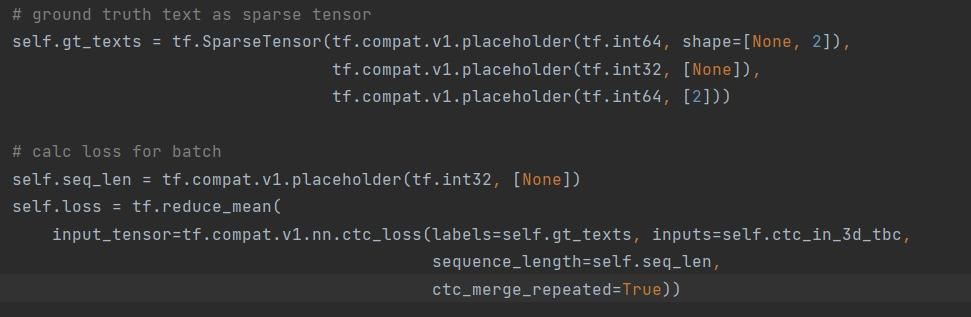 # ground truth text as sparse tensor
self.gt_texts = tf.SparseTensor(tf.compat.v1.placeholder(tf.int64, shape=[None, 2]),
                                tf.compat.v1.placeholder(tf.int32, [None]),
                                tf.compat.v1.placeholder(tf.int64, [2]))

# calc loss for batch
self.seq_len = tf.compat.v1.placeholder(tf.int32, [None])
self.loss = tf.reduce_mean(
    input_tensor=tf.compat.v1.nn.ctc_loss(labels=self.gt_texts, inputs=self.ctc_in_3d_tbc,
                                          sequence_length=self.seq_len,
                                          ctc_merge_repeated=True))